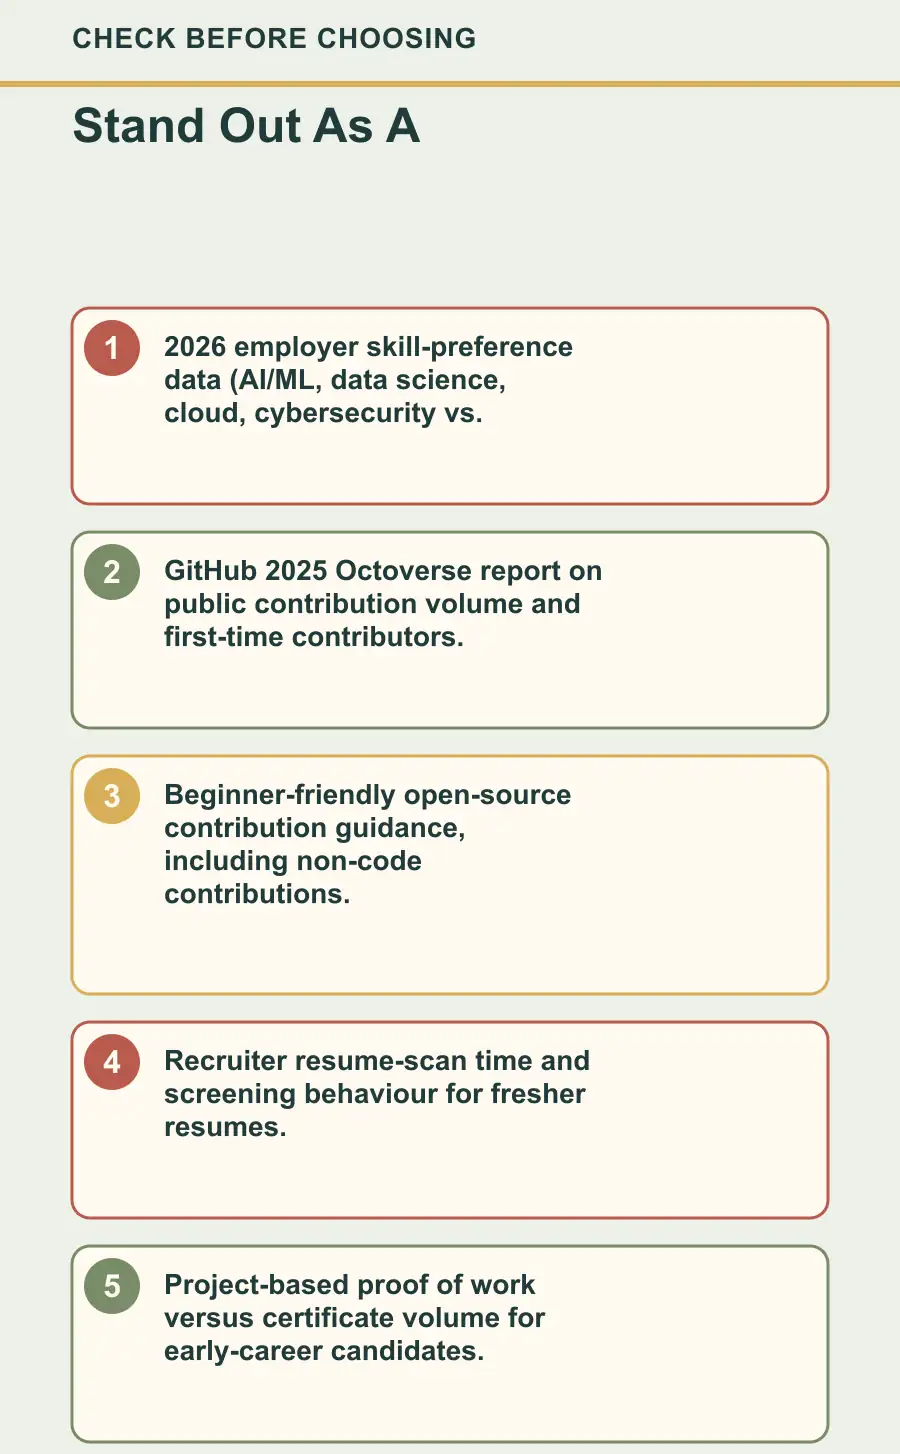 CHECK BEFORE CHOOSING
Stand Out As A
1
2026 employer skill-preference
data (AI/ML, data science,
cloud, cybersecurity vs.
2
GitHub 2025 Octoverse report on
public contribution volume and
first-time contributors.
3
Beginner-friendly open-source
contribution guidance,
including non-code
contributions.
4
Recruiter resume-scan time and
screening behaviour for fresher
resumes.
5
Project-based proof of work
versus certificate volume for
early-career candidates.